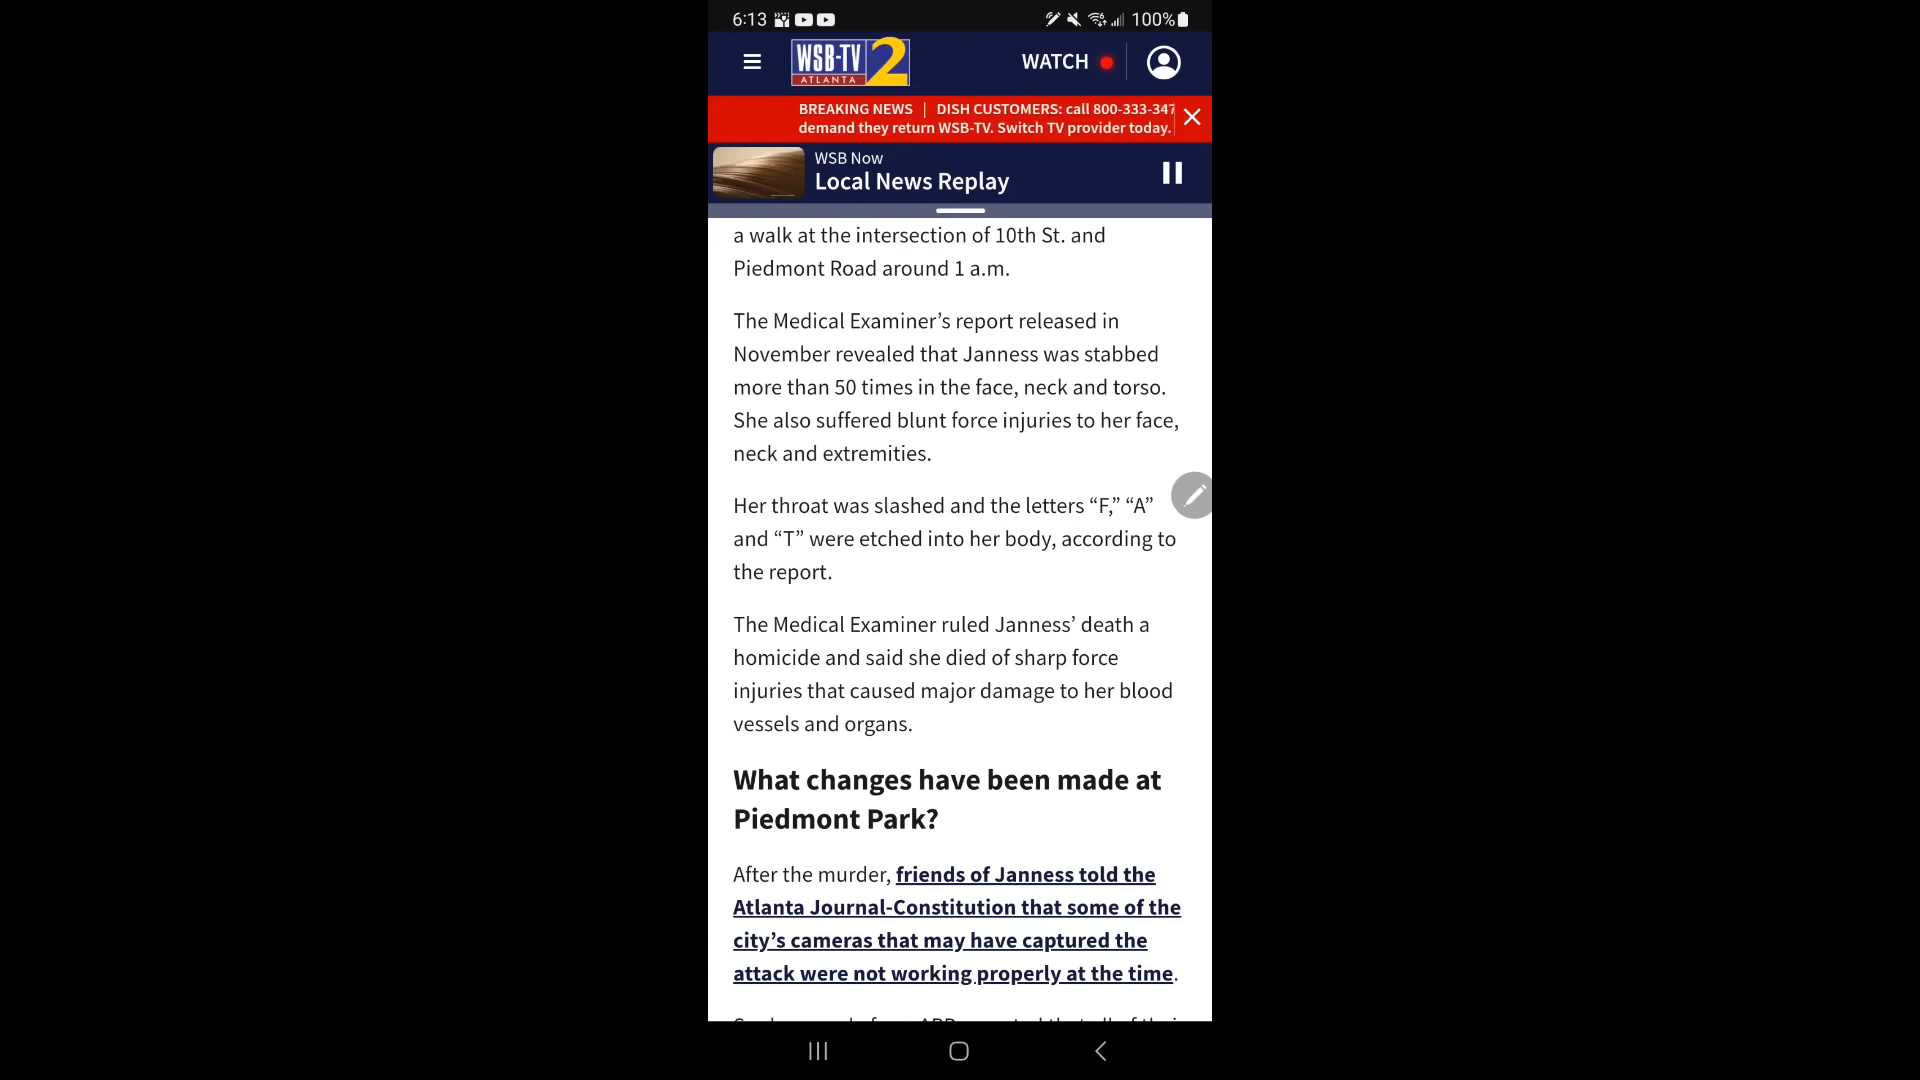 6:13
100%
WSB-TV 2
ATLANTA
WATCH
BREAKING NEWS | DISH CUSTOMERS: call 800-333-347
demand they return WSB-TV. Switch TV provider today.
WSB Now
Local News Replay
a walk at the intersection of 10th St. and
Piedmont Road around 1 a.m.
The Medical Examiner’s report released in
November revealed that Janness was stabbed
more than 50 times in the face, neck and torso.
She also suffered blunt force injuries to her face,
neck and extremities.
Her throat was slashed and the letters “F,” “A”
and “T” were etched into her body, according to
the report.
The Medical Examiner ruled Janness’ death a
homicide and said she died of sharp force
injuries that caused major damage to her blood
vessels and organs.
What changes have been made at
Piedmont Park?
After the murder, friends of Janness told the
Atlanta Journal-Constitution that some of the
city’s cameras that may have captured the
attack were not working properly at the time.